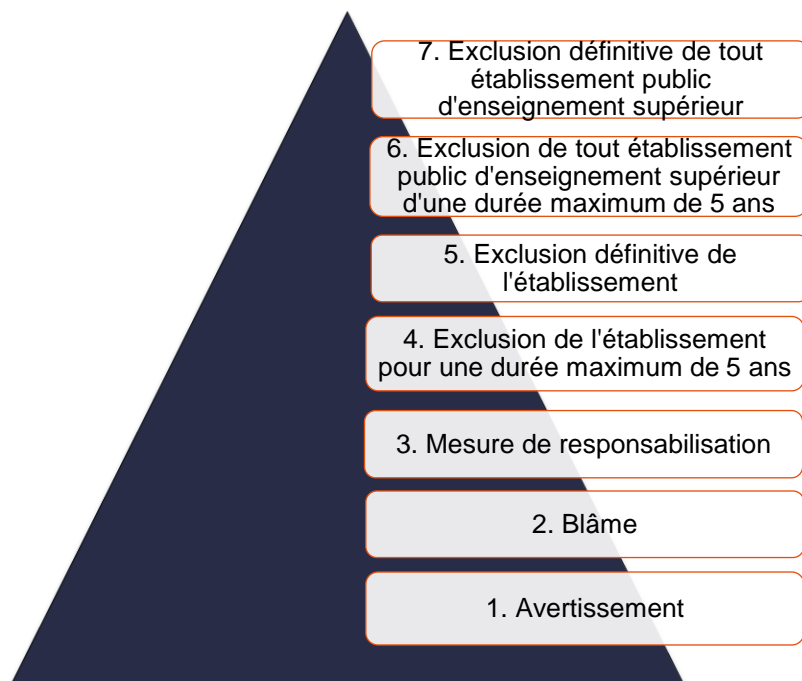 7. Exclusion définitive de tout
établissement public
d'enseignement supérieur
6. Exclusion de tout établissement
public d'enseignement supérieur
d'une durée maximum de 5 ans
5. Exclusion définitive de
l'établissement
4. Exclusion de l'établissement
pour une durée maximum de 5 ans
3. Mesure de responsabilisation
2. Blâme
1. Avertissement